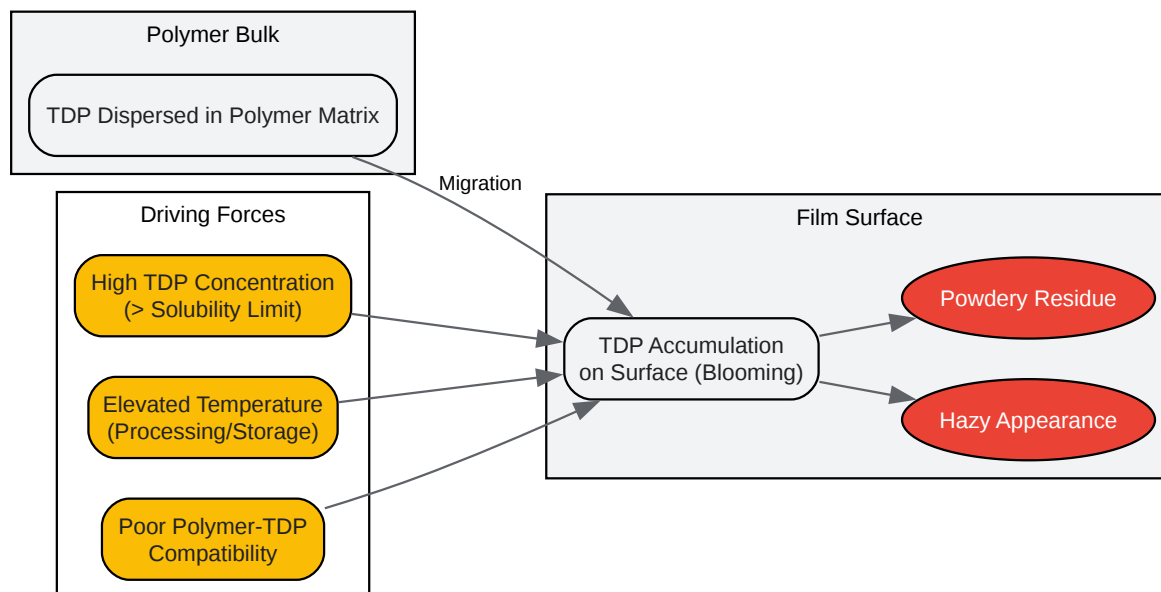 Polymer Bulk
TDP Dispersed in Polymer Matrix
Migration
Driving Forces
High TDP Concentration
(> Solubility Limit)
Elevated Temperature
(Processing/Storage)
Poor Polymer-TDP
Compatibility
Film Surface
TDP Accumulation
on Surface (Blooming)
Powdery Residue
Hazy Appearance